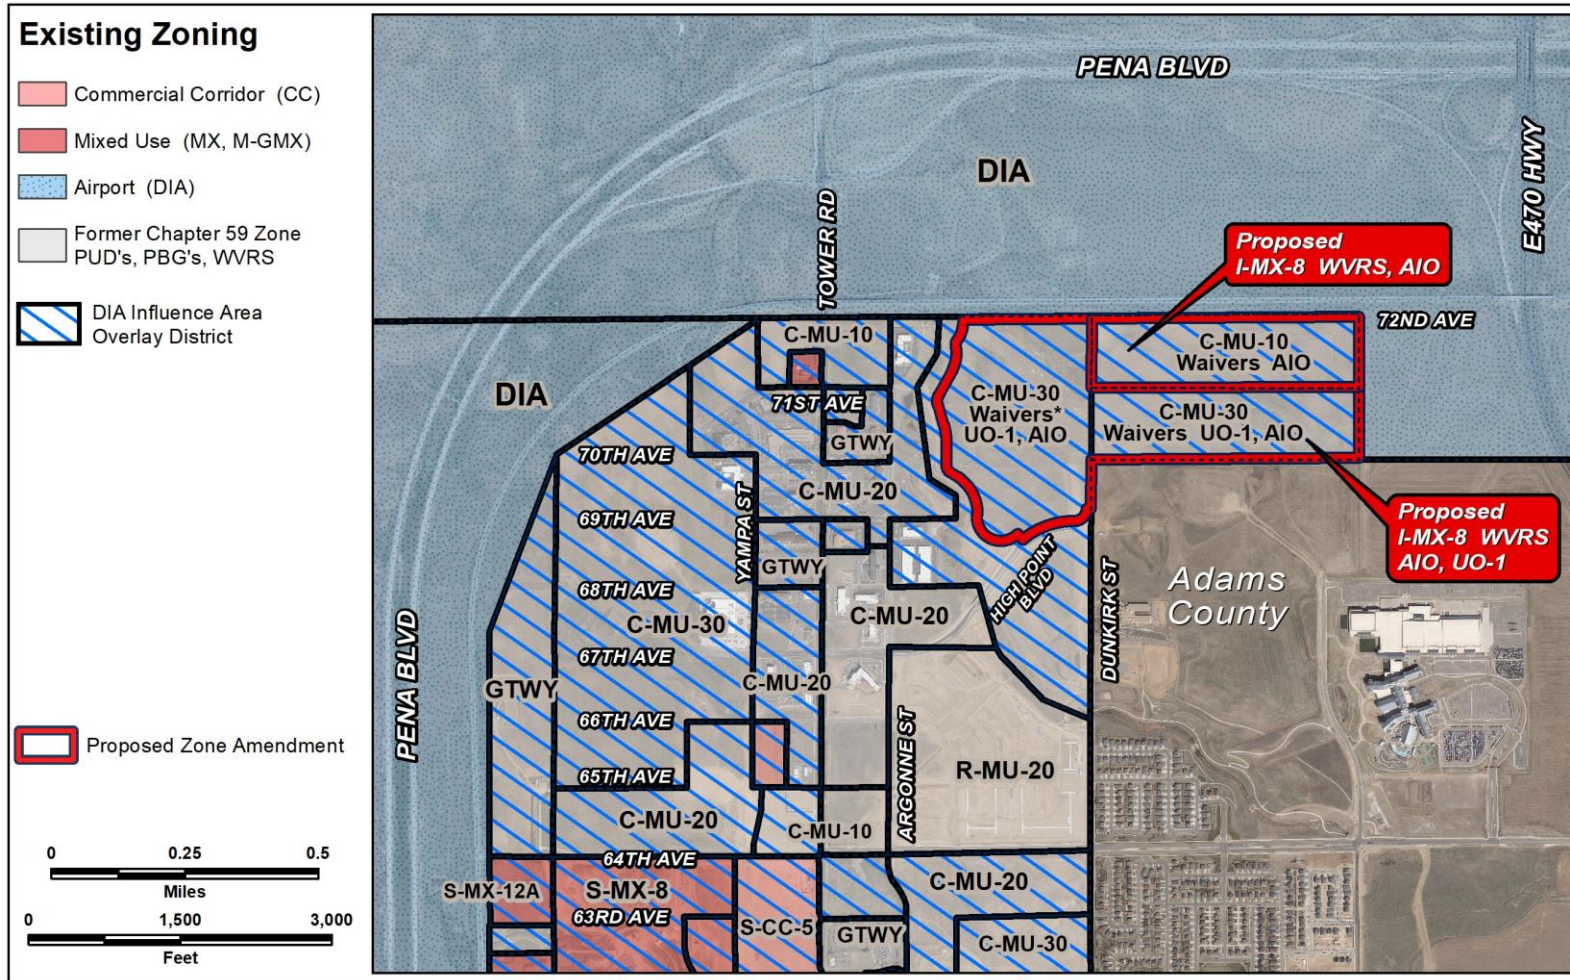 Existing Zoning
Commercial Corridor (CC)
Mixed Use (MX, M-GMX)
Airport (DIA)
Former Chapter 59 Zone
PUD's, PBG's, WVRS
DIA Influence Area
Overlay District
Proposed Zone Amendment
0 0.25 0.5
Miles
0 1,500 3,000
Feet
PENA BLVD
DIA
TOWER RD
E470 HWY
Proposed
I-MX-8 WVRS, AIO
72ND AVE
C-MU-10
C-MU-10
Waivers AIO
DIA
71ST AVE
C-MU-30
Waivers*
UO-1, AIO
C-MU-30
Waivers UO-1, AIO
GTWY
70TH AVE
C-MU-20
YAMPA ST
69TH AVE
Proposed
I-MX-8 WVRS
AIO, UO-1
GTWY
68TH AVE
HIGH POINT
BLVD
DUNKIRK ST
Adams
County
C-MU-30
C-MU-20
PENA BLVD
67TH AVE
GTWY
C-MU-20
66TH AVE
ARGONNE ST
65TH AVE
R-MU-20
C-MU-20
C-MU-10
64TH AVE
S-MX-12A
S-MX-8
C-MU-20
63RD AVE
S-CC-5
GTWY
C-MU-30